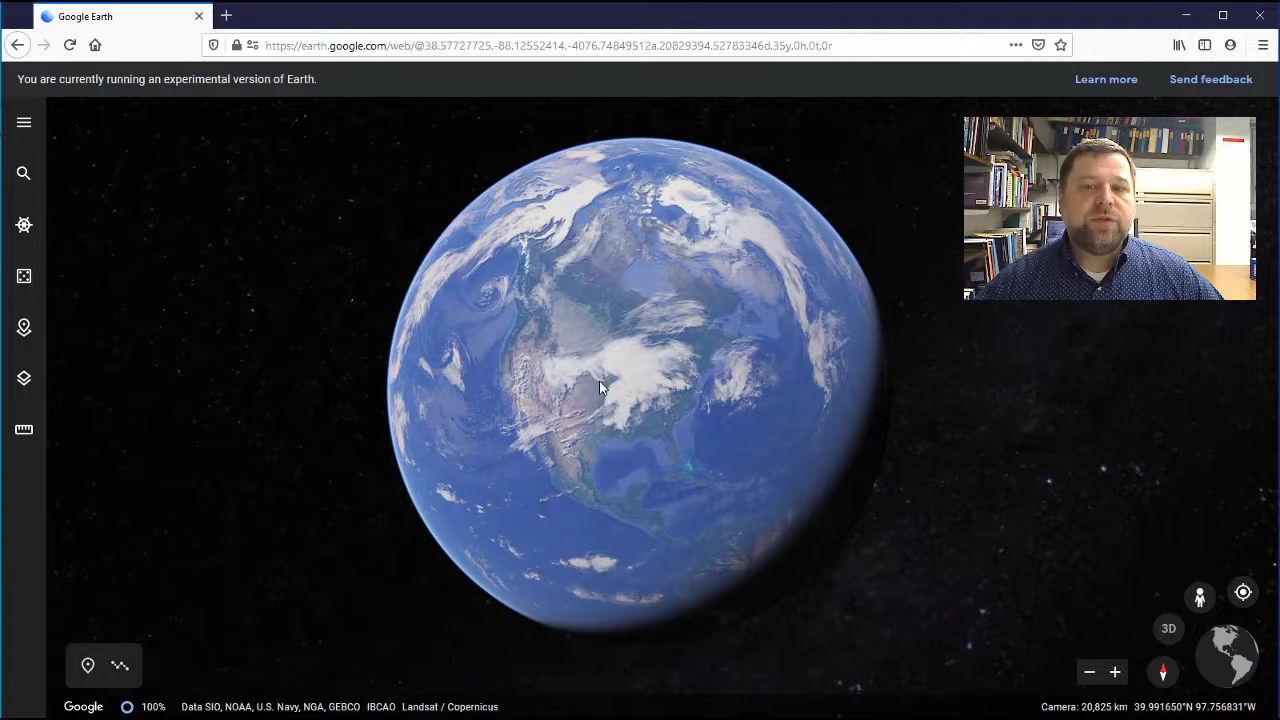 Google Earth
https://earth.google.com/web/@38.57727725,-88.12552414,-4076.74849512a,20829394.52783346d,35y,0h,0t,0r
You are currently running an experimental version of Earth.
Learn more
Send feedback
3D
Google
100%
Data SIO, NOAA, U.S. Navy, NGA, GEBCO IBCAO Landsat / Copernicus
Camera: 20,825 km 39.991650°N 97.756831°W